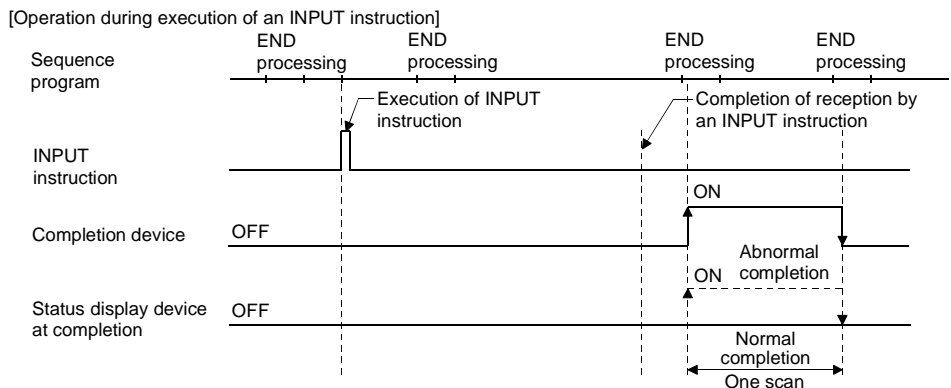 [Operation during execution of an INPUT instruction]
END processing
END processing
END processing
END processing
Sequence program
Execution of INPUT instruction
Completion of reception by an INPUT instruction
INPUT instruction
ON
Completion device
OFF
Abnormal completion
ON
Status display device at completion
OFF
Normal completion
One scan